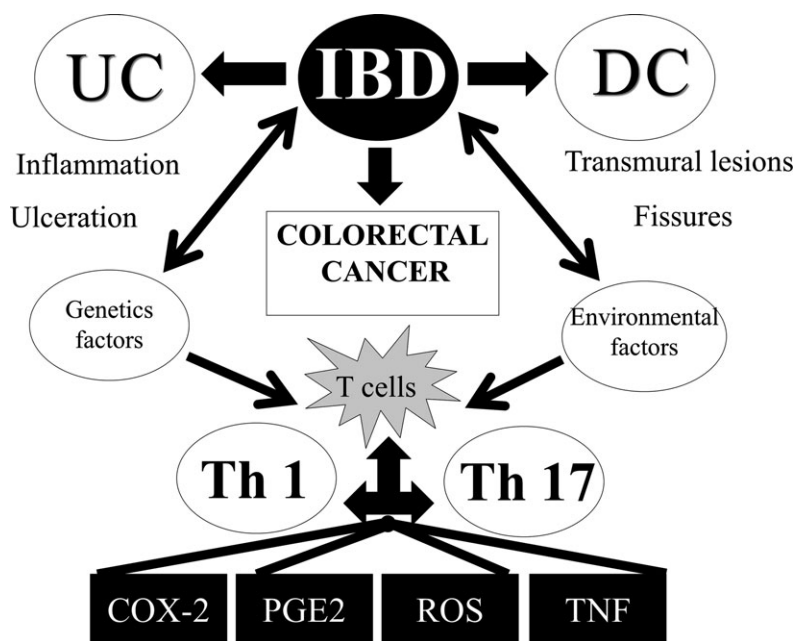 UC
IBD
DC
Inflammation
Ulceration
Transmural lesions
Fissures
COLORECTAL
CANCER
Genetics
factors
Environmental
factors
T cells
Th 1
Th 17
COX-2
PGE2
ROS
TNF